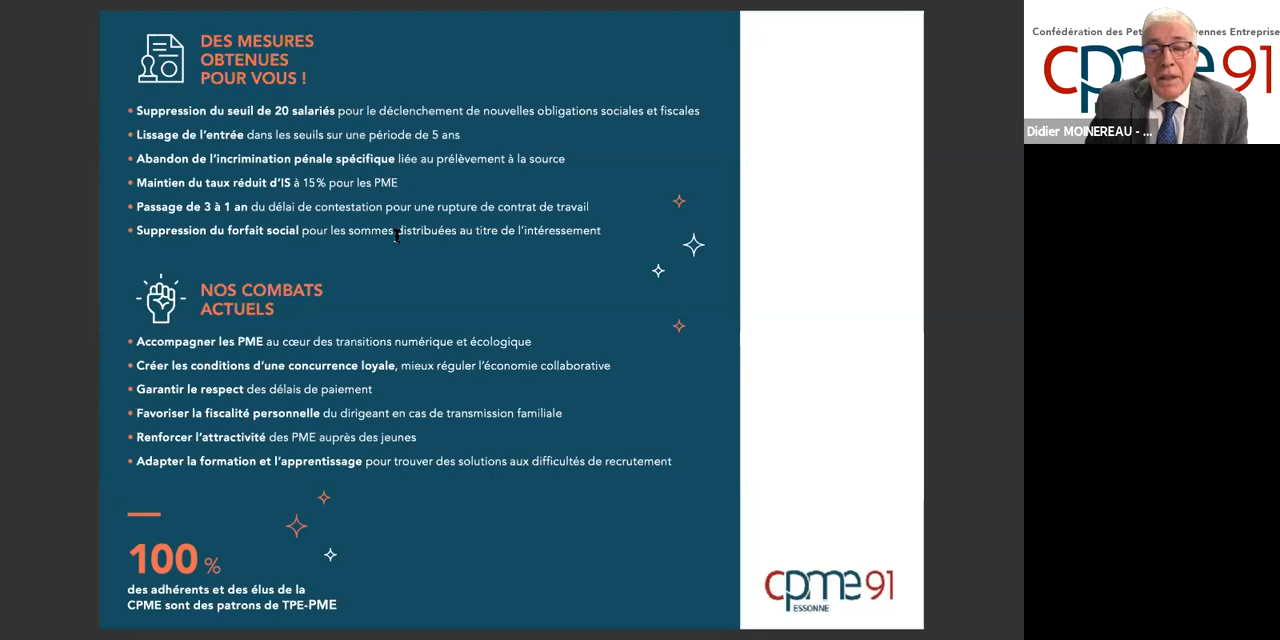 DES MESURES
OBTENUES
POUR VOUS !
• Suppression du seuil de 20 salariés pour le déclenchement de nouvelles obligations sociales et fiscales
• Lissage de l'entrée dans les seuils sur une période de 5 ans
• Abandon de l'incrimination pénale spécifique liée au prélèvement à la source
• Maintien du taux réduit d'IS à 15% pour les PME
• Passage de 3 à 1 an du délai de contestation pour une rupture de contrat de travail
• Suppression du forfait social pour les sommes distribuées au titre de l'intéressement
NOS COMBATS
ACTUELS
• Accompagner les PME au cœur des transitions numérique et écologique
• Créer les conditions d'une concurrence loyale, mieux réguler l'économie collaborative
• Garantir le respect des délais de paiement
• Favoriser la fiscalité personnelle du dirigeant en cas de transmission familiale
• Renforcer l'attractivité des PME auprès des jeunes
• Adapter la formation et l'apprentissage pour trouver des solutions aux difficultés de recrutement
100 %
des adhérents et des élus de la
CPME sont des patrons de TPE-PME
cpme 91
ESSONNE
Confédération des Pet yennes Entreprise
cpme 91
Didier MOINEREAU - ...